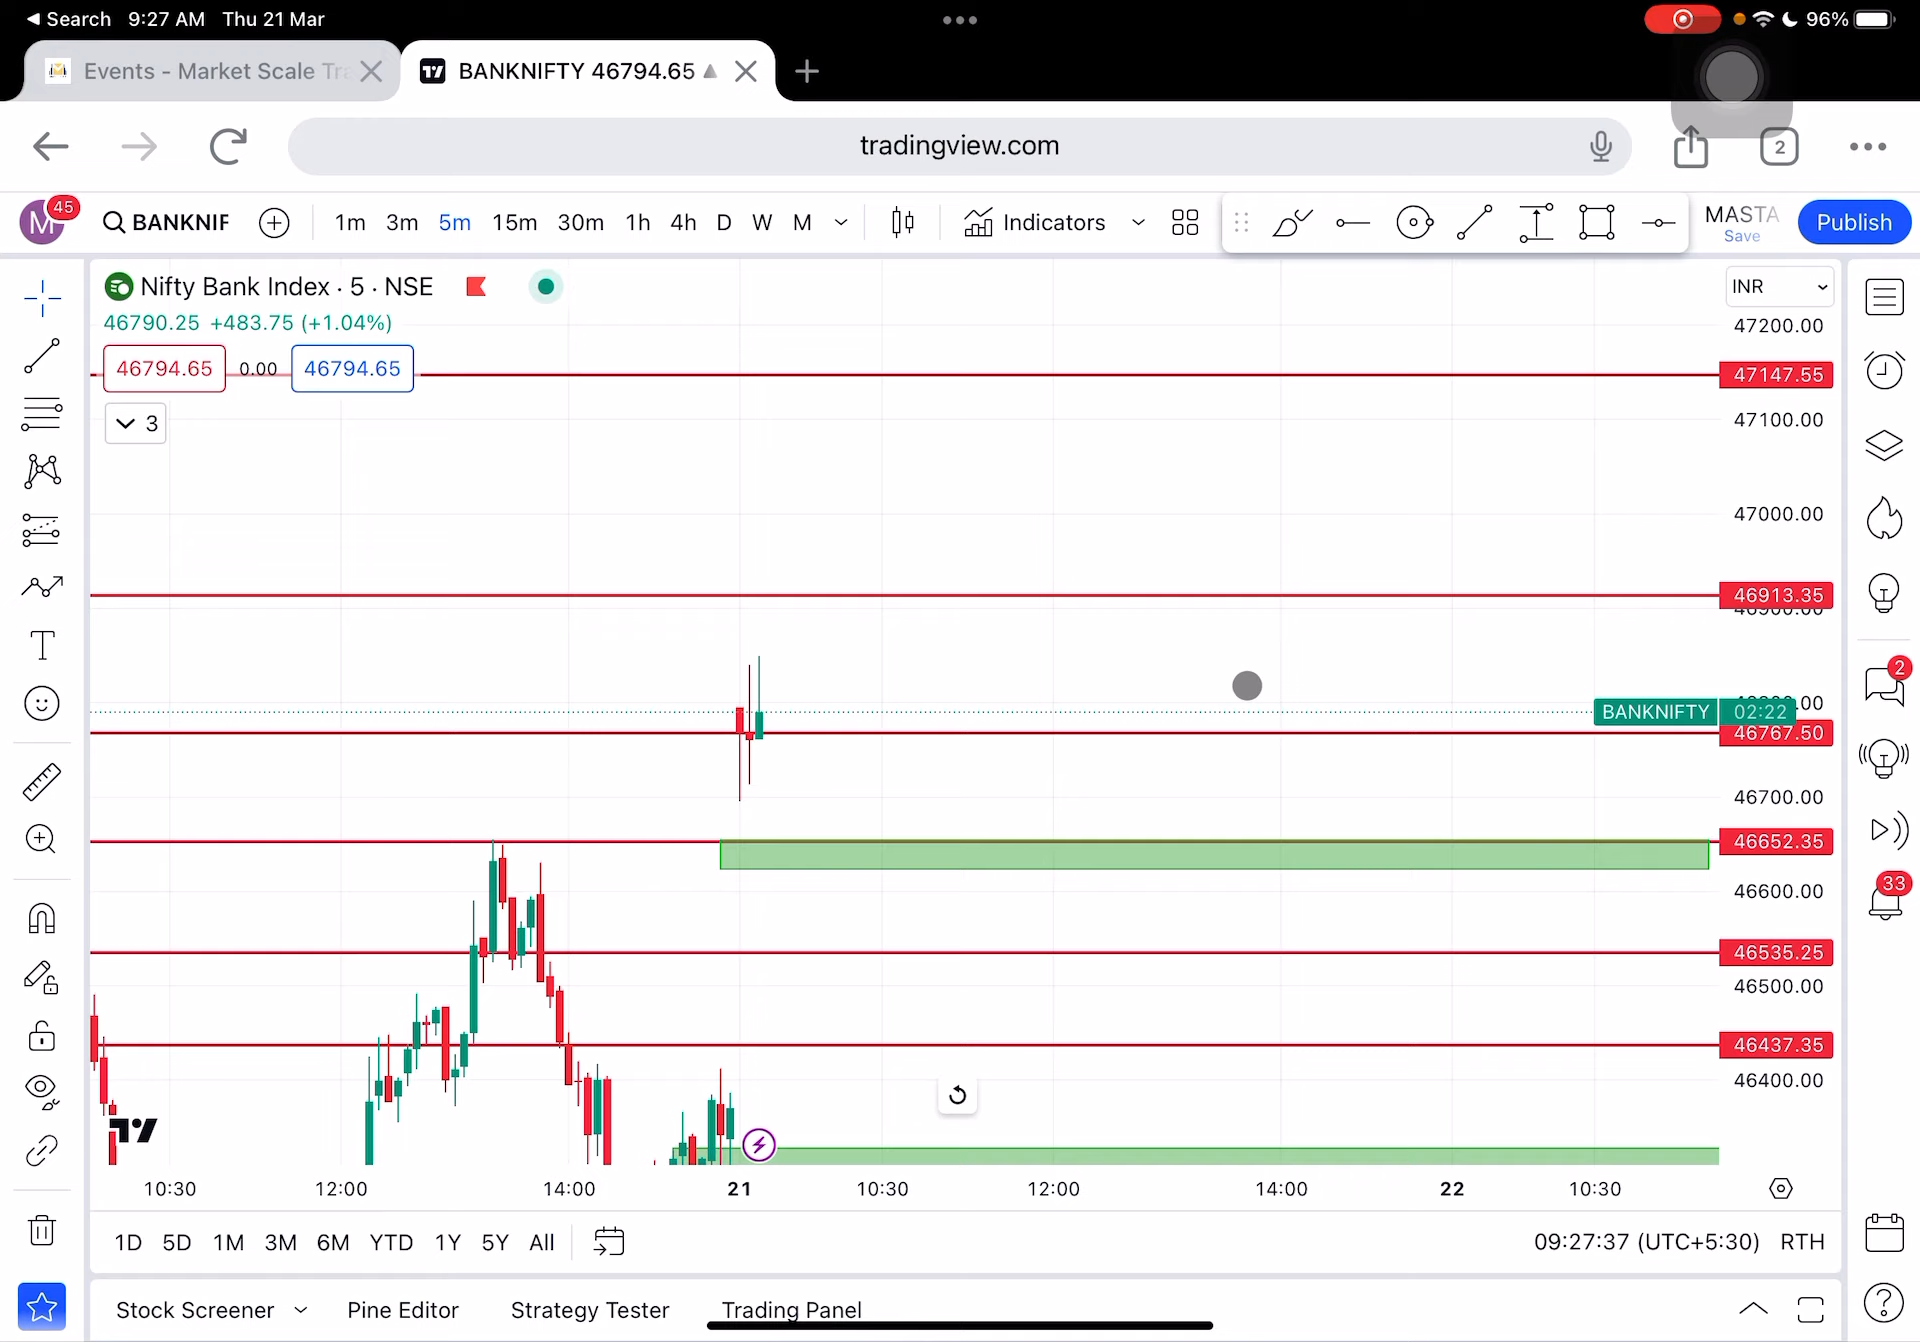 ◀ Search 9:27 AM Thu 21 Mar 96%
Events - Market Scale Tra
BANKNIFTY 46794.65
tradingview.com
2
M 45 BANKNIF 1m 3m 5m 15m 30m 1h 4h D W M Indicators MASTA Publish
Save
Nifty Bank Index · 5 · NSE
INR
46790.25 +483.75 (+1.04%)
47200.00
46794.65 0.00 46794.65
47147.55
3
47100.00
47000.00
46913.35
2
BANKNIFTY 02:22
46767.50
46700.00
46652.35
33
46600.00
46535.25
46500.00
46437.35
46400.00
10:30 12:00 14:00 21 10:30 12:00 14:00 22 10:30
1D 5D 1M 3M 6M YTD 1Y 5Y All 09:27:37 (UTC+5:30) RTH
Stock Screener Pine Editor Strategy Tester Trading Panel